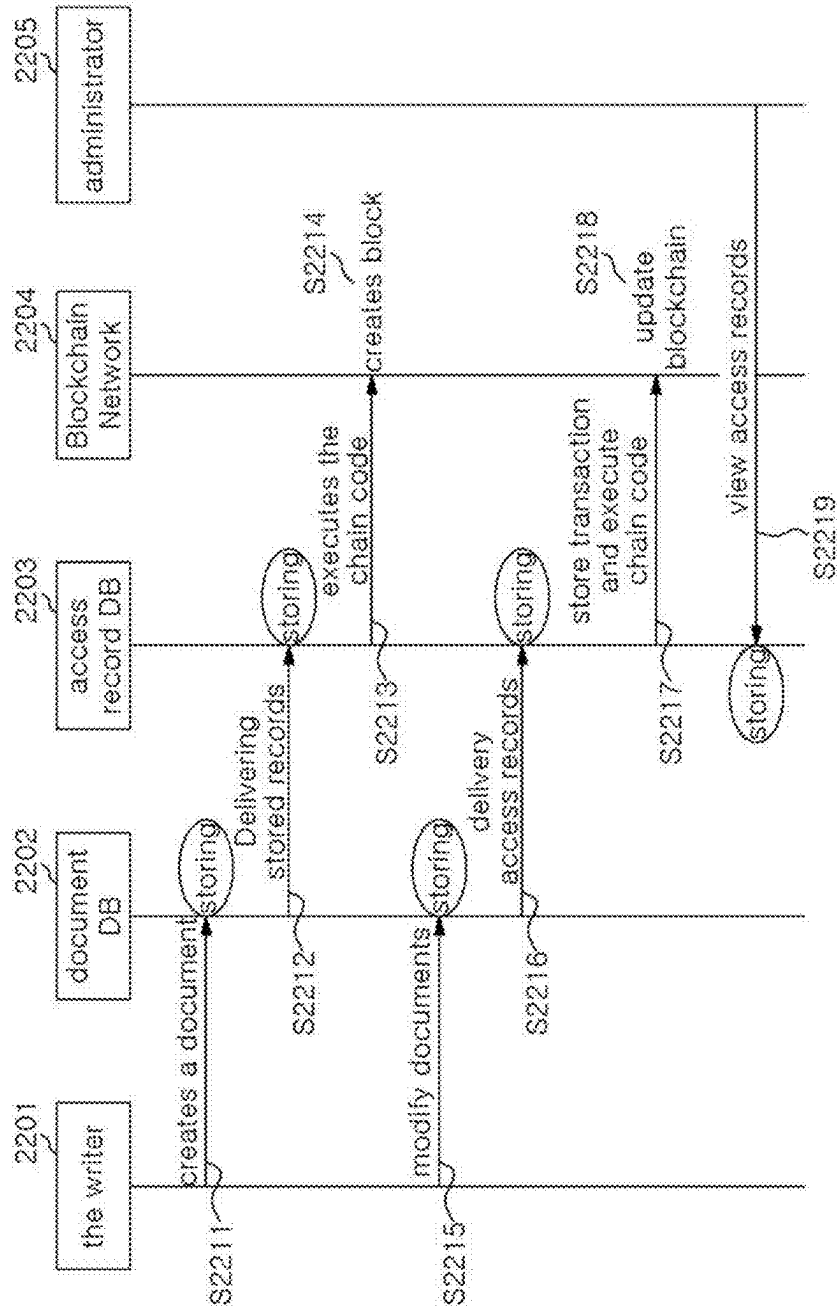 2201
the writer
2202
document
DB
2203
access
record DB
2204
Blockchain
Network
2205
administrator
creates a document
storing
S2211
Delivering
stored records
storing
S2212
executes the
chain code
S2213
creates block
S2214
modify documents
storing
S2215
delivery
access records
storing
S2216
store transaction
and execute
chain code
S2217
update
blockchain
S2218
view access records
storing
S2219